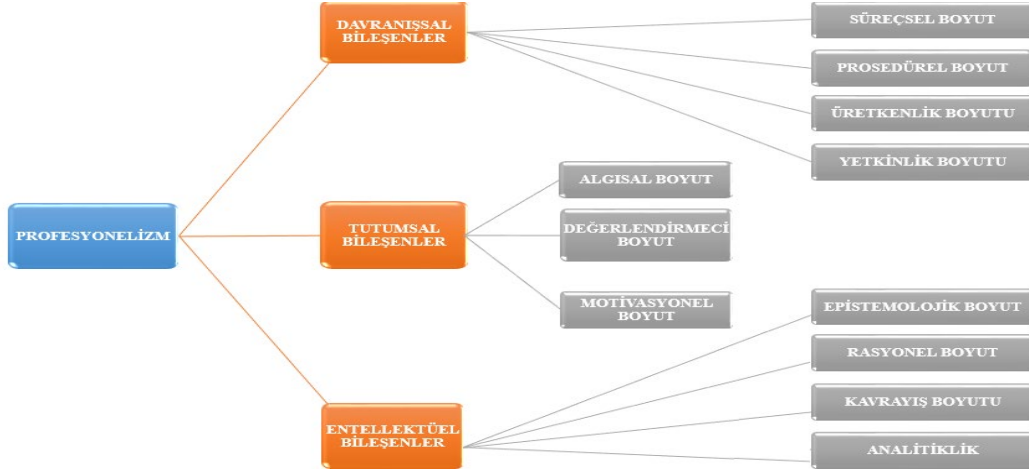 PROFESYONELİZM
DAVRANIŞSAL
BİLEŞENLER
SÜREÇSEL BOYUT
PROSEDÜREL BOYUT
ÜRETKENLİK BOYUTU
YETKİNLİK BOYUTU
TUTUMSAL
BİLEŞENLER
ALGISAL BOYUT
DEĞERLENDİRMECİ
BOYUT
MOTİVASYONEL
BOYUT
ENTELLEKTÜEL
BİLEŞENLER
EPİSTEMOLOJİK BOYUT
RASYONEL BOYUT
KAVRAYIŞ BOYUTU
ANALİTİKLİK